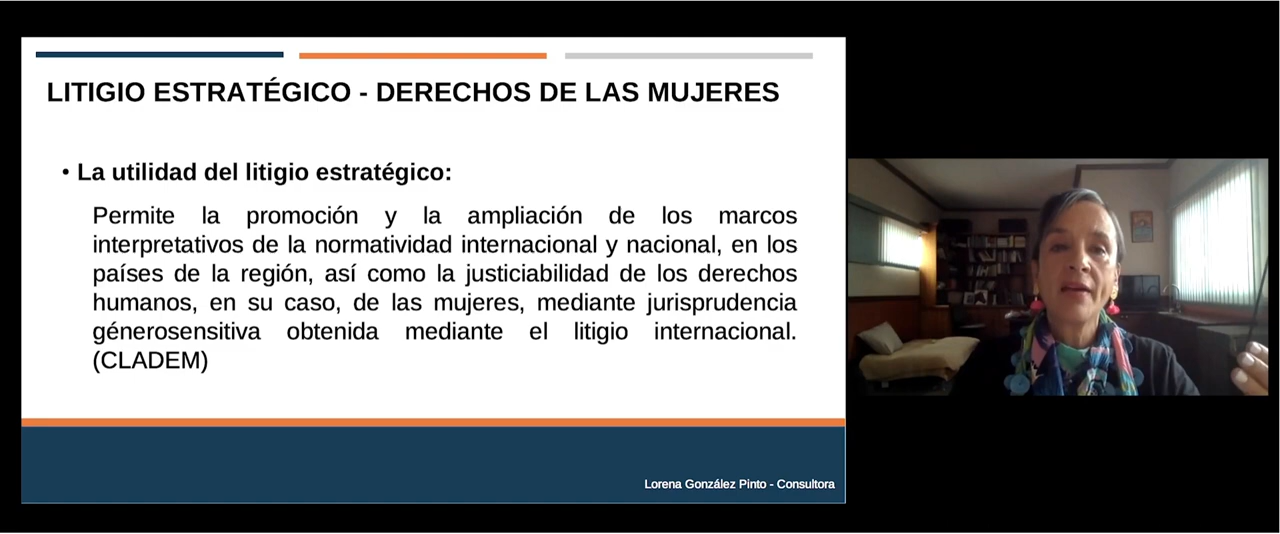 LITIGIO ESTRATÉGICO - DERECHOS DE LAS MUJERES
• La utilidad del litigio estratégico:
Permite la promoción y la ampliación de los marcos
interpretativos de la normatividad internacional y nacional, en los
países de la región, así como la justiciabilidad de los derechos
humanos, en su caso, de las mujeres, mediante jurisprudencia
génerosensitiva obtenida mediante el litigio internacional.
(CLADEM)
Lorena González Pinto - Consultora